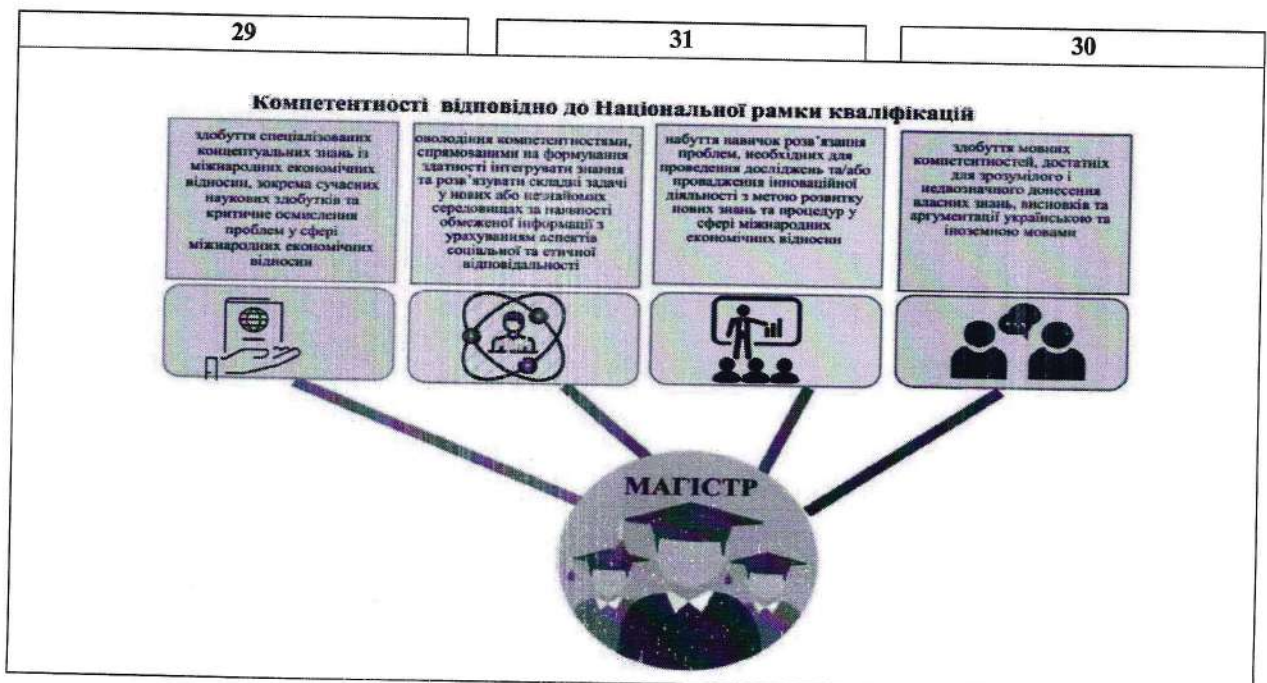 29
31
30
Компетентності відповідно до Національної рамки кваліфікацій
здобуття спеціалізованих
концептуальних знань із
міжнародних економічних
відносин, зокрема сучасних
наукових здобутків та
критичне осмислення
проблем у сфері
міжнародних економічних
відносин
оволодіння компетентностями,
спрямованими на формування
здатності інтегрувати знання
та розв'язувати складні задачі
у нових або незнайомих
середовищах за наявності
обмеженої інформації з
урахуванням аспектів
соціальної та етичної
відповідальності
набуття навичок розв'язання
проблем, необхідних для
проведення досліджень та/або
провадження інноваційної
діяльності з метою розвитку
нових знань та процедур у
сфері міжнародних
економічних відносин
здобуття мовних
компетентностей, достатніх
для зрозумілого і
недвозначного донесення
власних знань, висновків та
аргументації українською та
іноземною мовами
МАГІСТР